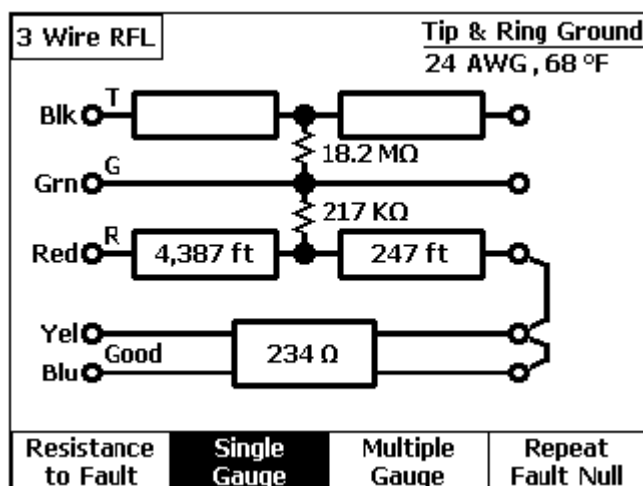 3 Wire RFL
Tip & Ring Ground
24 AWG, 68 °F
Blk T
18.2 MΩ
Grn G
217 KΩ
Red R 4,387 ft 247 ft
Yel
Good 234 Ω
Blu
Resistance to Fault
Single Gauge
Multiple Gauge
Repeat Fault Null